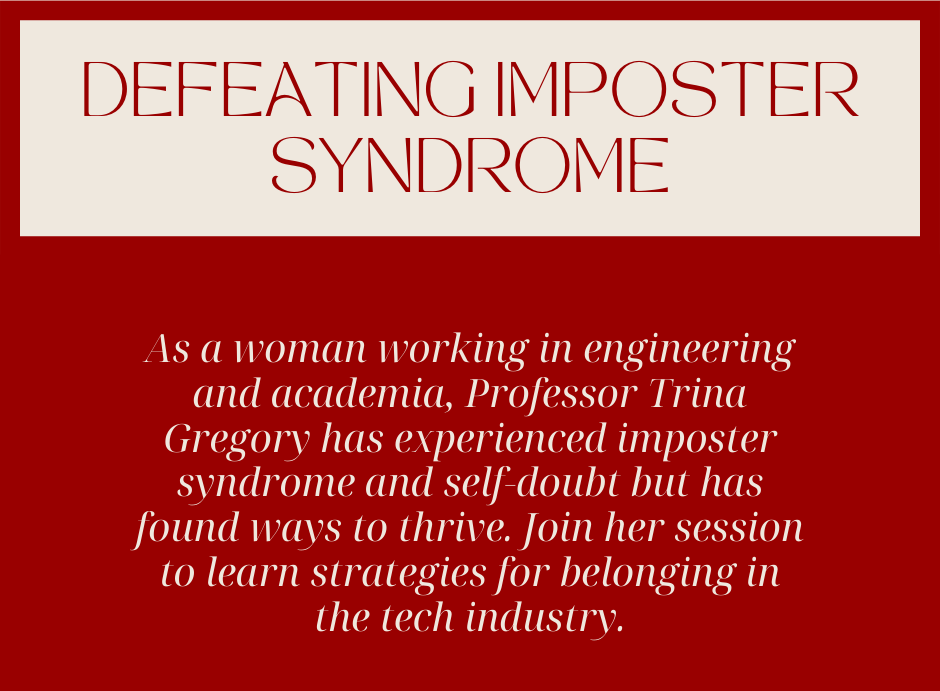 DEFEATING IMPOSTER
SYNDROME
As a woman working in engineering
and academia, Professor Trina
Gregory has experienced imposter
syndrome and self-doubt but has
found ways to thrive. Join her session
to learn strategies for belonging in
the tech industry.